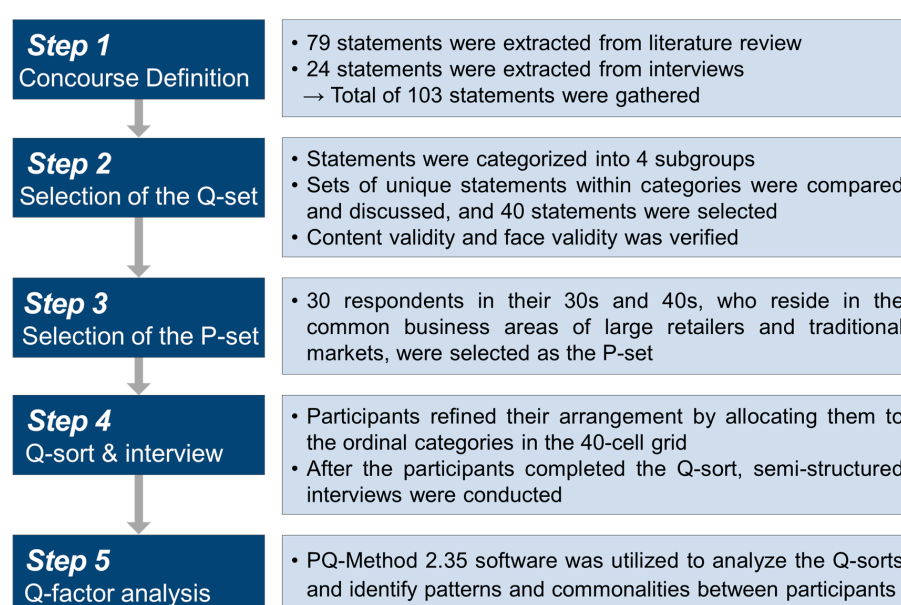 Step 1
Concourse Definition
• 79 statements were extracted from literature review
• 24 statements were extracted from interviews
→ Total of 103 statements were gathered
Step 2
Selection of the Q-set
• Statements were categorized into 4 subgroups
• Sets of unique statements within categories were compared
and discussed, and 40 statements were selected
• Content validity and face validity was verified
Step 3
Selection of the P-set
• 30 respondents in their 30s and 40s, who reside in the
common business areas of large retailers and traditional
markets, were selected as the P-set
Step 4
Q-sort & interview
• Participants refined their arrangement by allocating them to
the ordinal categories in the 40-cell grid
• After the participants completed the Q-sort, semi-structured
interviews were conducted
Step 5
Q-factor analysis
• PQ-Method 2.35 software was utilized to analyze the Q-sorts
and identify patterns and commonalities between participants